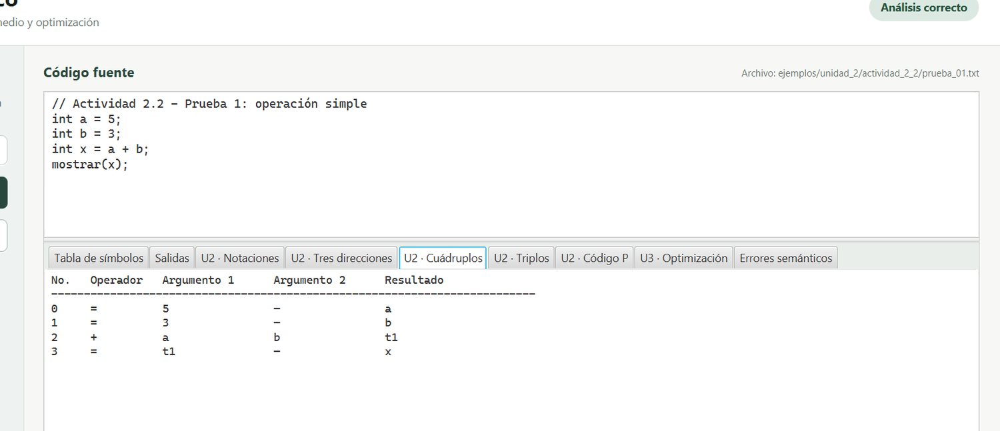 medio y optimización
Análisis correcto
Código fuente
Archivo: ejemplos/unidad_2/actividad_2_2/prueba_01.txt
// Actividad 2.2 – Prueba 1: operación simple
int a = 5;
int b = 3;
int x = a + b;
mostrar(x);
Tabla de símbolos Salidas U2 · Notaciones U2 · Tres direcciones U2 · Cuádruplos U2 · Triplos U2 · Código P U3 · Optimización Errores semánticos
No. Operador Argumento 1 Argumento 2 Resultado
--------------------------------------------------------------------------
0 = 5 – a
1 = 3 – b
2 + a b t1
3 = t1 – x